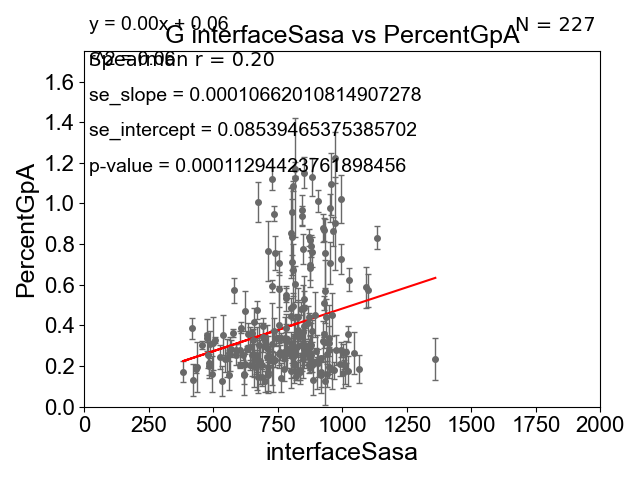 y = 0.00x + 0.06
N = 227
G interfaceSasa vs PercentGpA
Spearman r = 0.20
se_slope = 0.00010662010814907278
se_intercept = 0.08539465375385702
p-value = 0.00011294423761898456
PercentGpA
1.6
1.4
1.2
1.0
0.8
0.6
0.4
0.2
0.0
0 250 500 750 1000 1250 1500 1750 2000
interfaceSasa